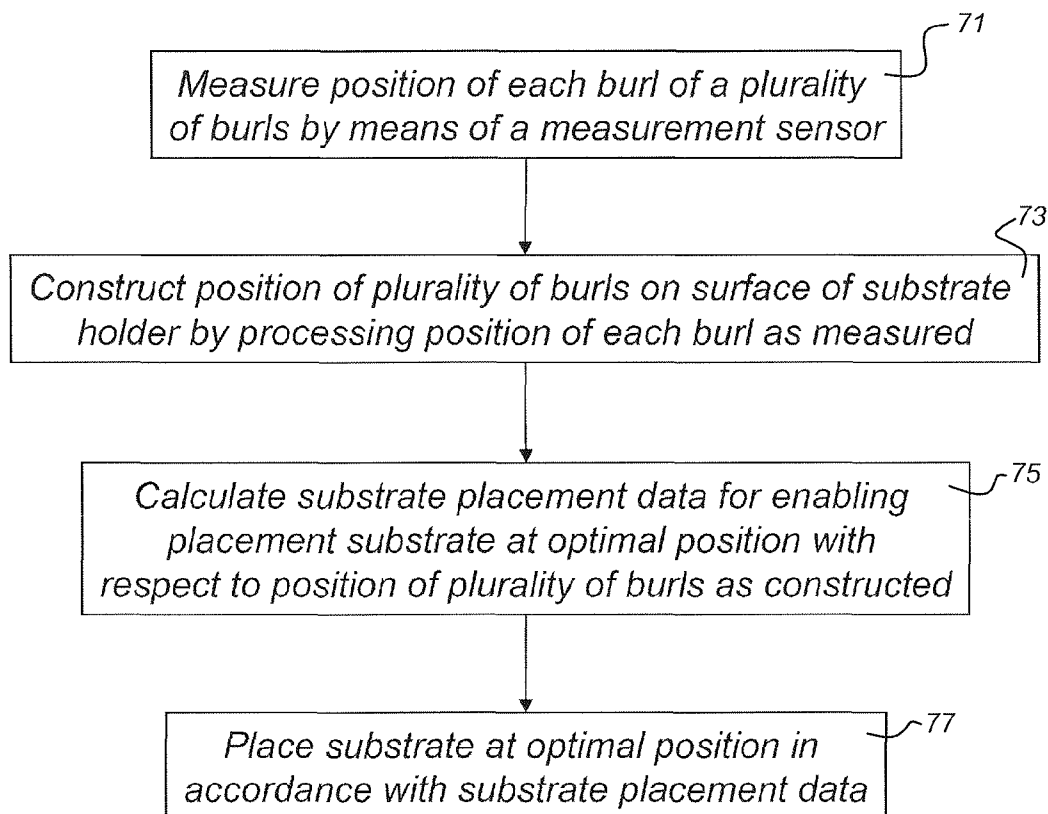 71
Measure position of each burl of a plurality
of burls by means of a measurement sensor
73
Construct position of plurality of burls on surface of substrate
holder by processing position of each burl as measured
75
Calculate substrate placement data for enabling
placement substrate at optimal position with
respect to position of plurality of burls as constructed
77
Place substrate at optimal position in
accordance with substrate placement data